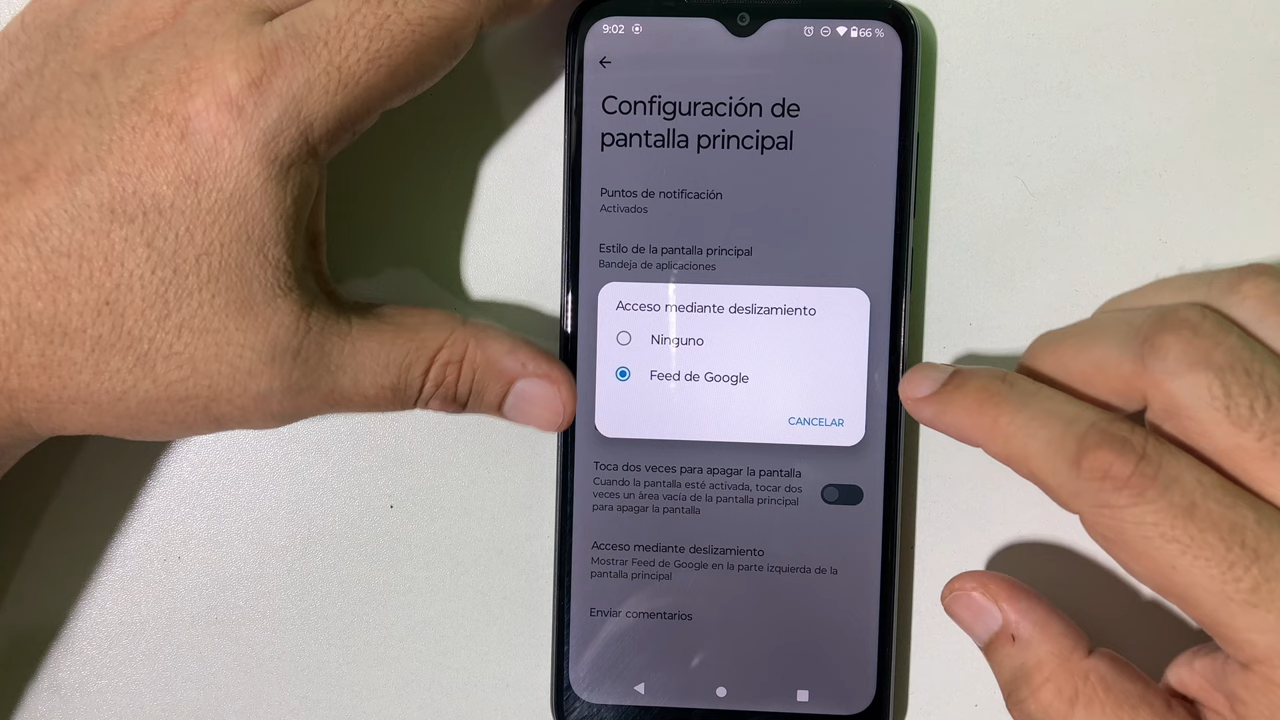 9:02
66 %
Configuración de
pantalla principal
Puntos de notificación
Activados
Estilo de la pantalla principal
Bandeja de aplicaciones
Acceso mediante deslizamiento
Ninguno
Feed de Google
CANCELAR
Toca dos veces para apagar la pantalla
Cuando la pantalla esté activada, tocar dos
veces un área vacía de la pantalla principal
para apagar la pantalla
Acceso mediante deslizamiento
Mostrar Feed de Google en la parte izquierda de la
pantalla principal
Enviar comentarios